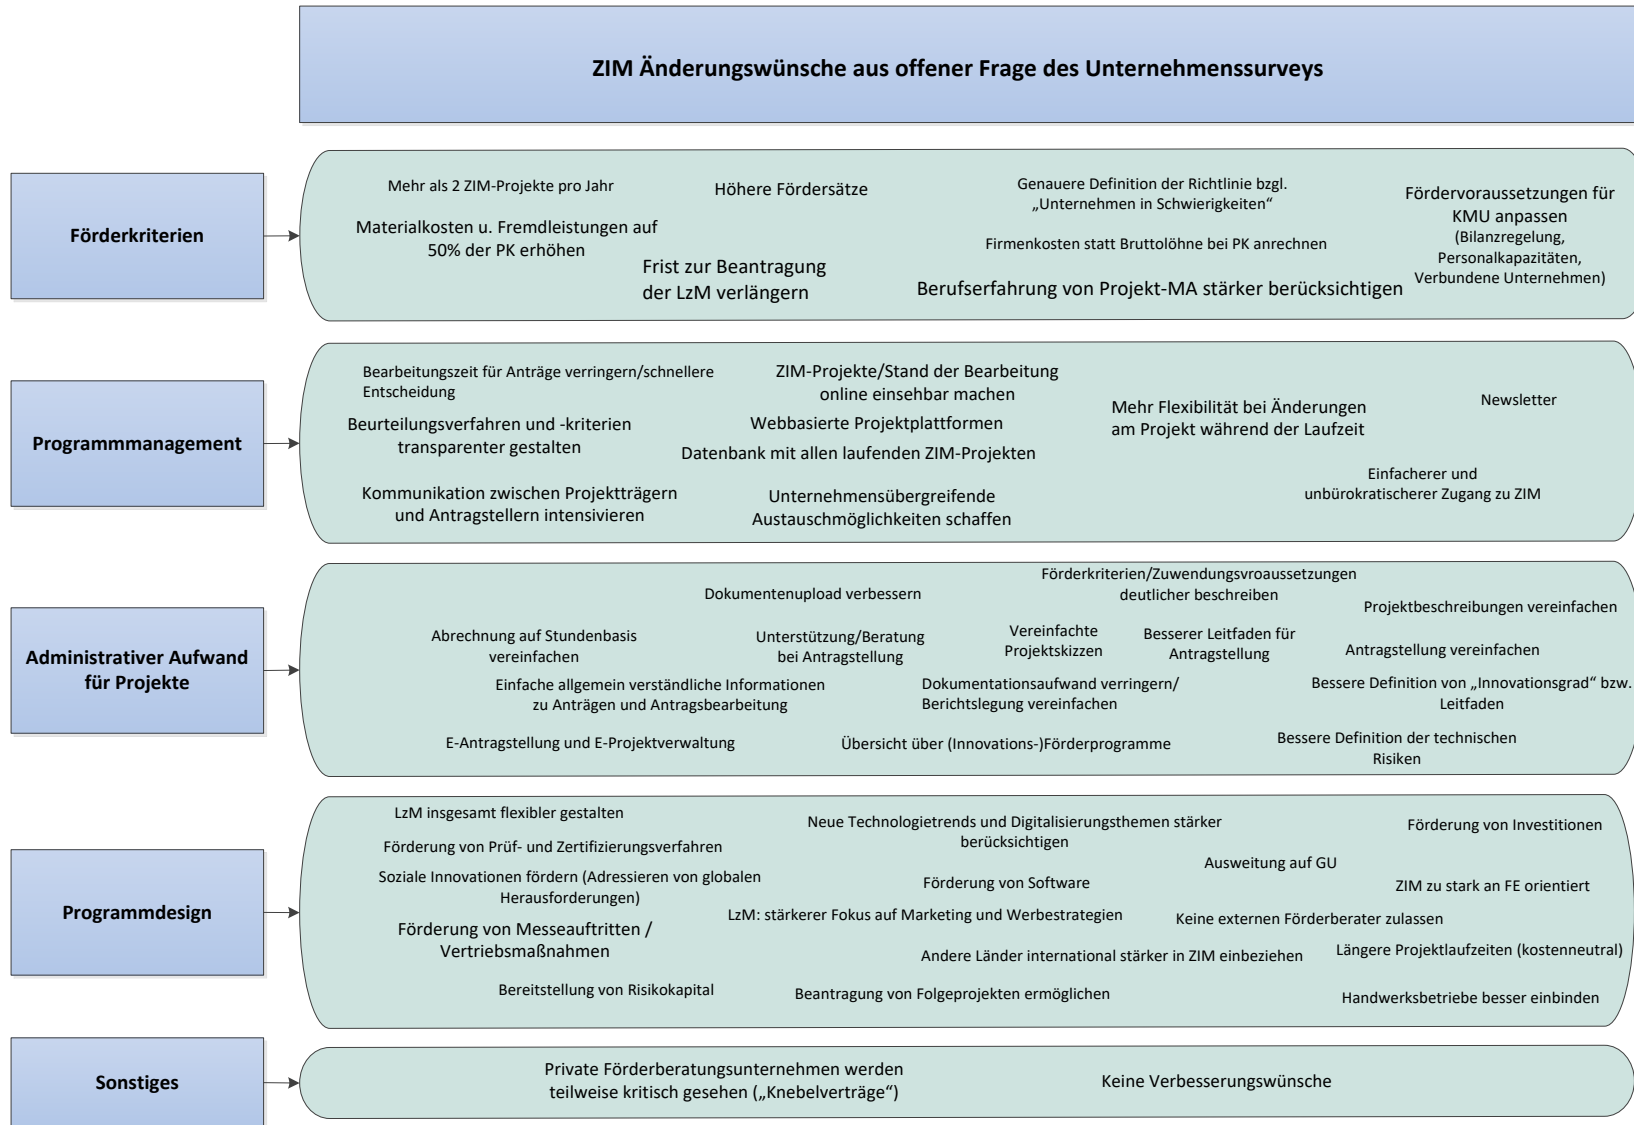 ZIM Änderungswünsche aus offener Frage des Unternehmenssurveys
Förderkriterien
Mehr als 2 ZIM-Projekte pro Jahr
Höhere Fördersätze
Genauere Definition der Richtlinie bzgl.
„Unternehmen in Schwierigkeiten“
Fördervoraussetzungen für
KMU anpassen
(Bilanzregelung,
Personalkapazitäten,
Verbundene Unternehmen)
Materialkosten u. Fremdleistungen auf
50% der PK erhöhen
Firmenkosten statt Bruttolöhne bei PK anrechnen
Frist zur Beantragung
der LzM verlängern
Berufserfahrung von Projekt-MA stärker berücksichtigen
Programmmanagement
Bearbeitungszeit für Anträge verringern/schnellere
Entscheidung
ZIM-Projekte/Stand der Bearbeitung
online einsehbar machen
Mehr Flexibilität bei Änderungen
am Projekt während der Laufzeit
Newsletter
Beurteilungsverfahren und -kriterien
transparenter gestalten
Webbasierte Projektplattformen
Datenbank mit allen laufenden ZIM-Projekten
Einfacherer und
unbürokratischerer Zugang zu ZIM
Kommunikation zwischen Projektträgern
und Antragstellern intensivieren
Unternehmensübergreifende
Austauschmöglichkeiten schaffen
Administrativer Aufwand
für Projekte
Dokumentenupload verbessern
Förderkriterien/Zuwendungsvroaussetzungen
deutlicher beschreiben
Projektbeschreibungen vereinfachen
Abrechnung auf Stundenbasis
vereinfachen
Unterstützung/Beratung
bei Antragstellung
Vereinfachte
Projektskizzen
Besserer Leitfaden für
Antragstellung
Antragstellung vereinfachen
Einfache allgemein verständliche Informationen
zu Anträgen und Antragsbearbeitung
Dokumentationsaufwand verringern/
Berichtslegung vereinfachen
Bessere Definition von „Innovationsgrad“ bzw.
Leitfaden
E-Antragstellung und E-Projektverwaltung
Übersicht über (Innovations-)Förderprogramme
Bessere Definition der technischen
Risiken
Programmdesign
LzM insgesamt flexibler gestalten
Neue Technologietrends und Digitalisierungsthemen stärker
berücksichtigen
Förderung von Investitionen
Förderung von Prüf- und Zertifizierungsverfahren
Ausweitung auf GU
Soziale Innovationen fördern (Adressieren von globalen
Herausforderungen)
Förderung von Software
ZIM zu stark an FE orientiert
LzM: stärkerer Fokus auf Marketing und Werbestrategien
Keine externen Förderberater zulassen
Förderung von Messeauftritten /
Vertriebsmaßnahmen
Andere Länder international stärker in ZIM einbeziehen
Längere Projektlaufzeiten (kostenneutral)
Bereitstellung von Risikokapital
Beantragung von Folgeprojekten ermöglichen
Handwerksbetriebe besser einbinden
Sonstiges
Private Förderberatungsunternehmen werden
teilweise kritisch gesehen („Knebelverträge“)
Keine Verbesserungswünsche